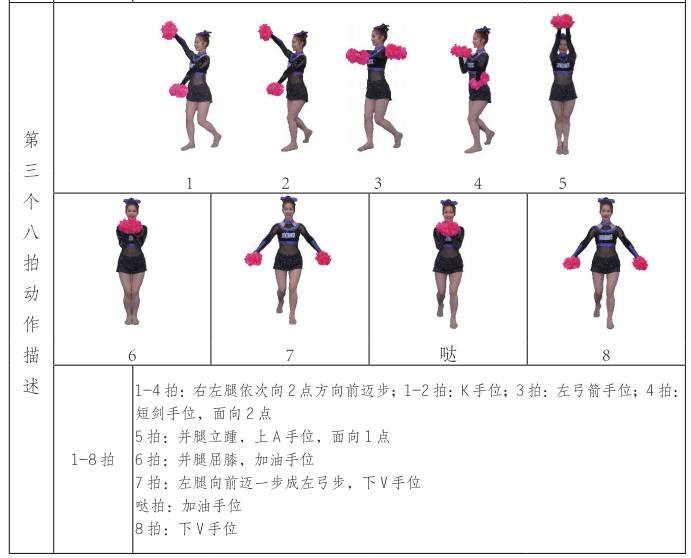 第三个八拍动作描述
1 2 3 4 5
6 7 哒 8
1-8拍
1-4拍：右左腿依次向2点方向前迈步；1-2拍：K手位；3拍：左弓箭手位；4拍：
短剑手位，面向2点
5拍：并腿立踵，上A手位，面向1点
6拍：并腿屈膝，加油手位
7拍：左腿向前迈一步成左弓步，下V手位
哒拍：加油手位
8拍：下V手位